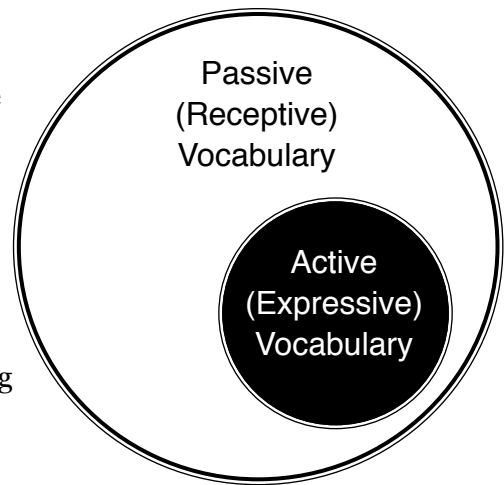 Passive
(Receptive)
Vocabulary
Active
(Expressive)
Vocabulary
g